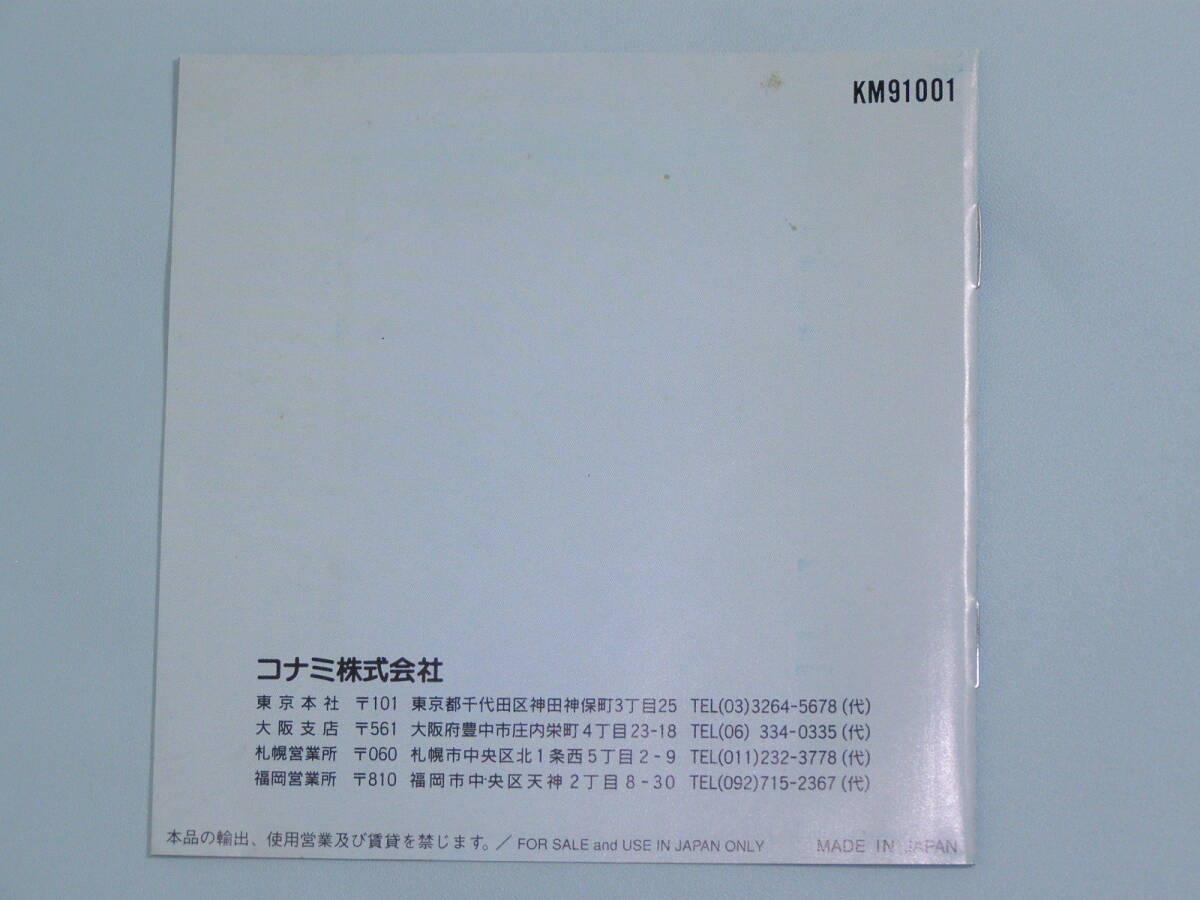 KM91001
コナミ株式会社
東京本社 〒101 東京都千代田区神田神保町3丁目25 TEL(03)3264-5678(代)
大阪支店 〒561 大阪府豊中市庄内栄町4丁目23-18 TEL(06) 334-0335(代)
札幌営業所 〒060 札幌市中央区北1条西5丁目2-9 TEL(011)232-3778(代)
福岡営業所 〒810 福岡市中央区天神2丁目8-30 TEL(092)715-2367(代)
本品の輸出、使用営業及び賃貸を禁じます。／FOR SALE and USE IN JAPAN ONLY MADE IN JAPAN